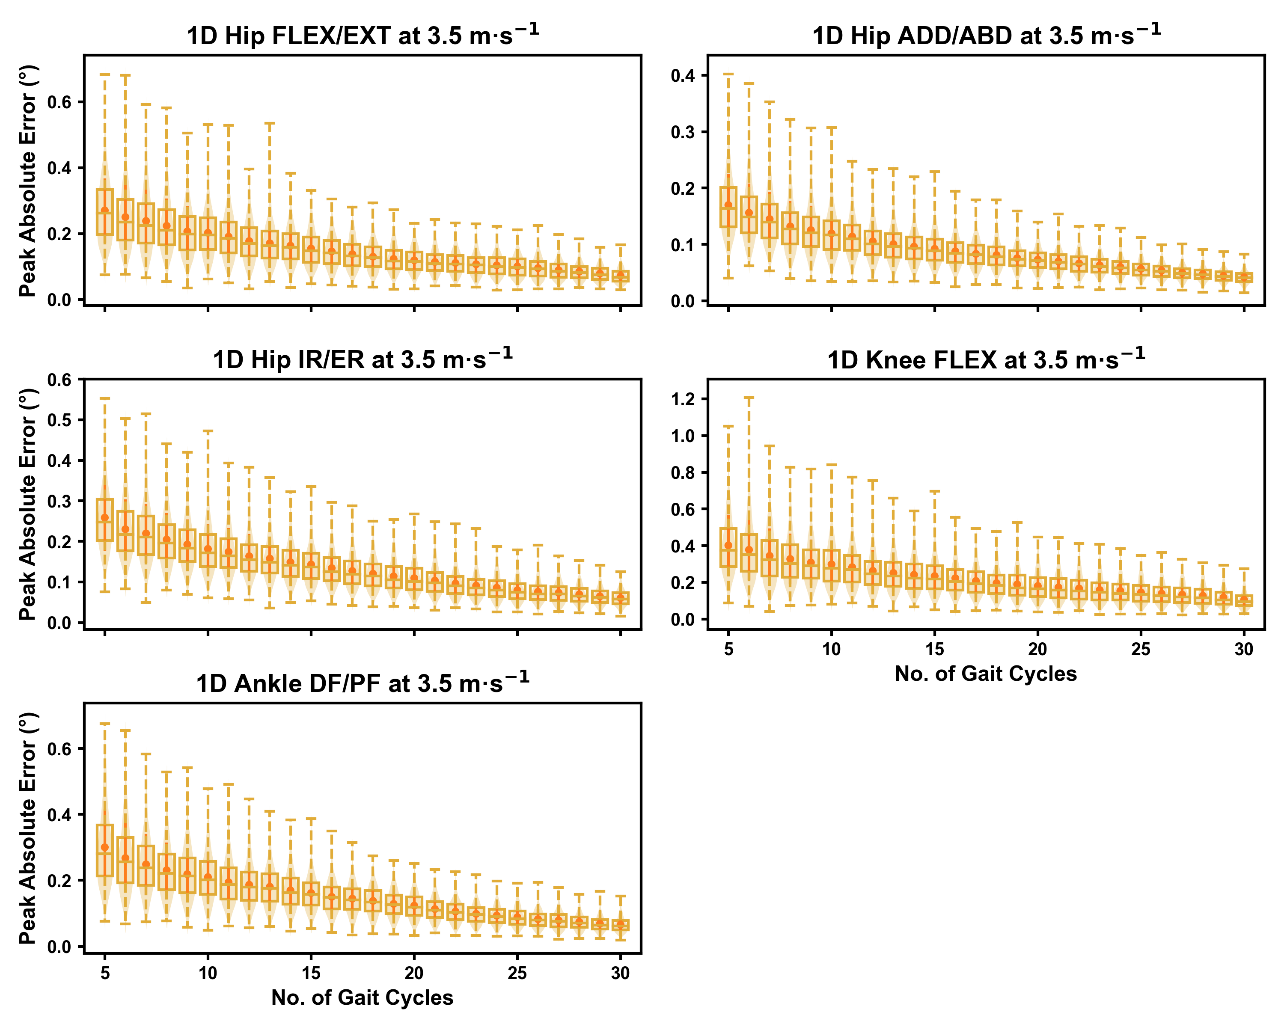 1D Hip FLEX/EXT at 3.5 m·s⁻¹
Peak Absolute Error (°)
0.6
0.4
0.2
0.0
1D Hip ADD/ABD at 3.5 m·s⁻¹
0.4
0.3
0.2
0.1
0.0
1D Hip IR/ER at 3.5 m·s⁻¹
Peak Absolute Error (°)
0.6
0.5
0.4
0.3
0.2
0.1
0.0
1D Knee FLEX at 3.5 m·s⁻¹
1.2
1.0
0.8
0.6
0.4
0.2
0.0
5 10 15 20 25 30
No. of Gait Cycles
1D Ankle DF/PF at 3.5 m·s⁻¹
Peak Absolute Error (°)
0.6
0.4
0.2
0.0
5 10 15 20 25 30
No. of Gait Cycles